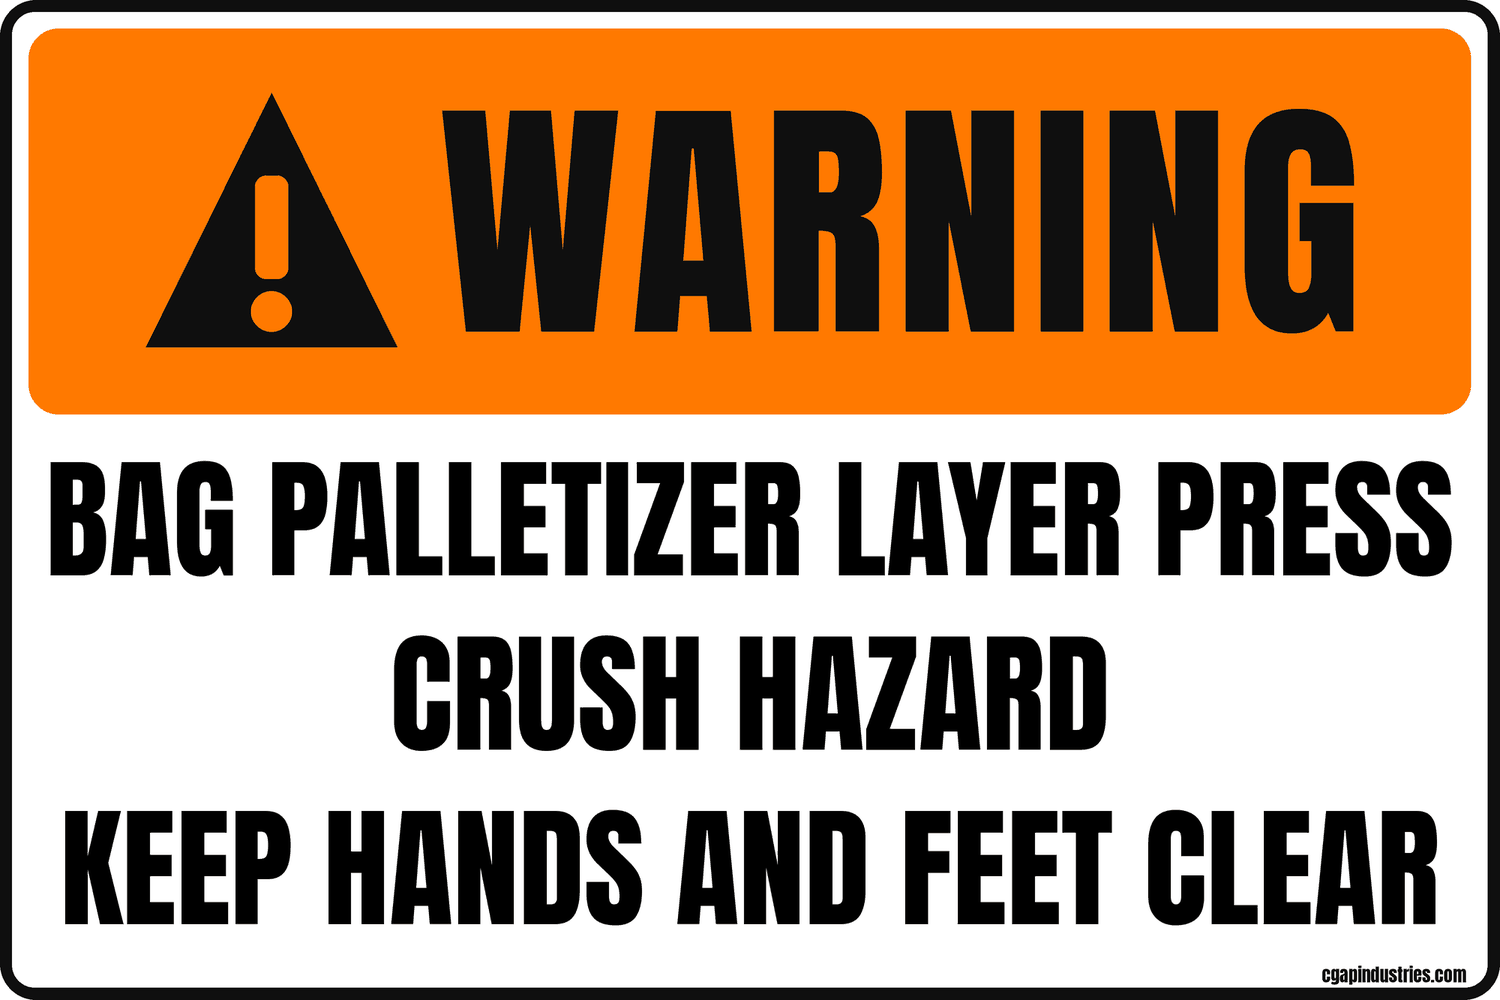 WARNING
BAG PALLETIZER LAYER PRESS
CRUSH HAZARD
KEEP HANDS AND FEET CLEAR
cgapindustries.com